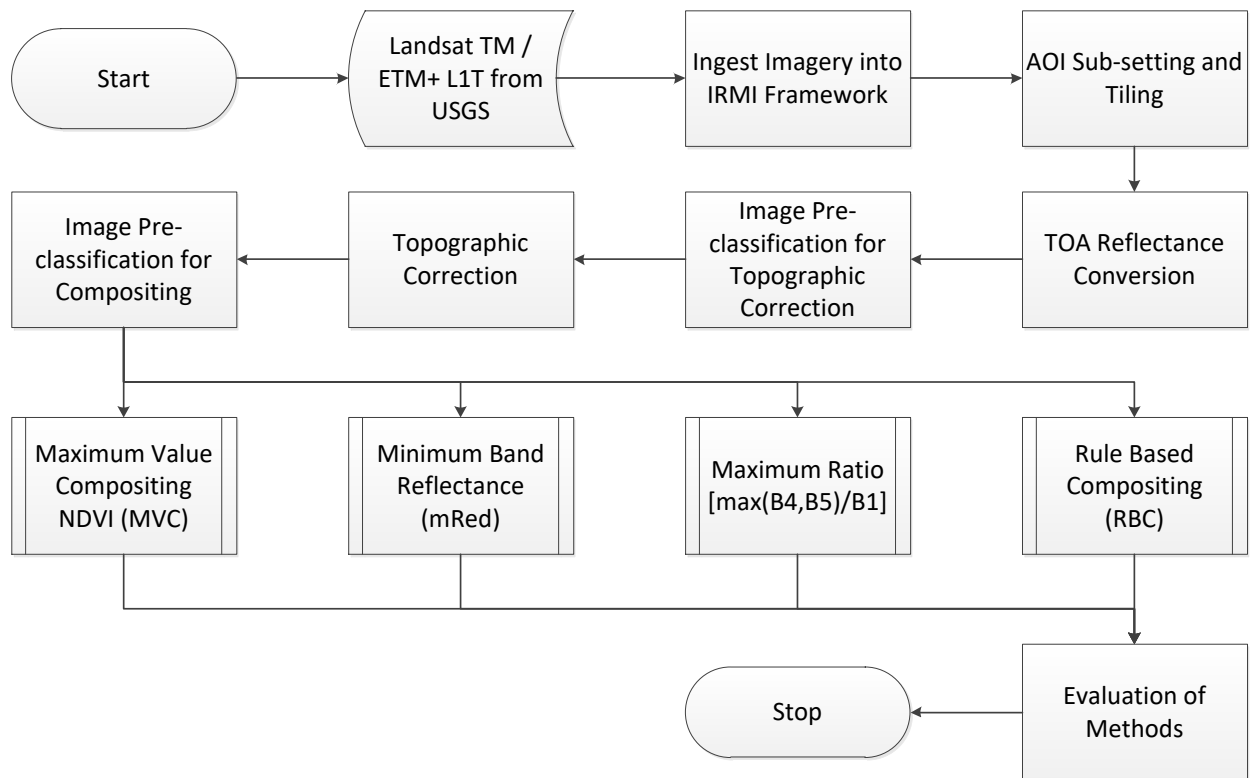 Start
Landsat TM /
ETM+ L1T from
USGS
Ingest Imagery into
IRMI Framework
AOI Sub-setting and
Tiling
Image Pre-
classification for
Compositing
Topographic
Correction
Image Pre-
classification for
Topographic
Correction
TOA Reflectance
Conversion
Maximum Value
Compositing
NDVI (MVC)
Minimum Band
Reflectance
(mRed)
Maximum Ratio
[max(B4,B5)/B1]
Rule Based
Compositing
(RBC)
Stop
Evaluation of
Methods